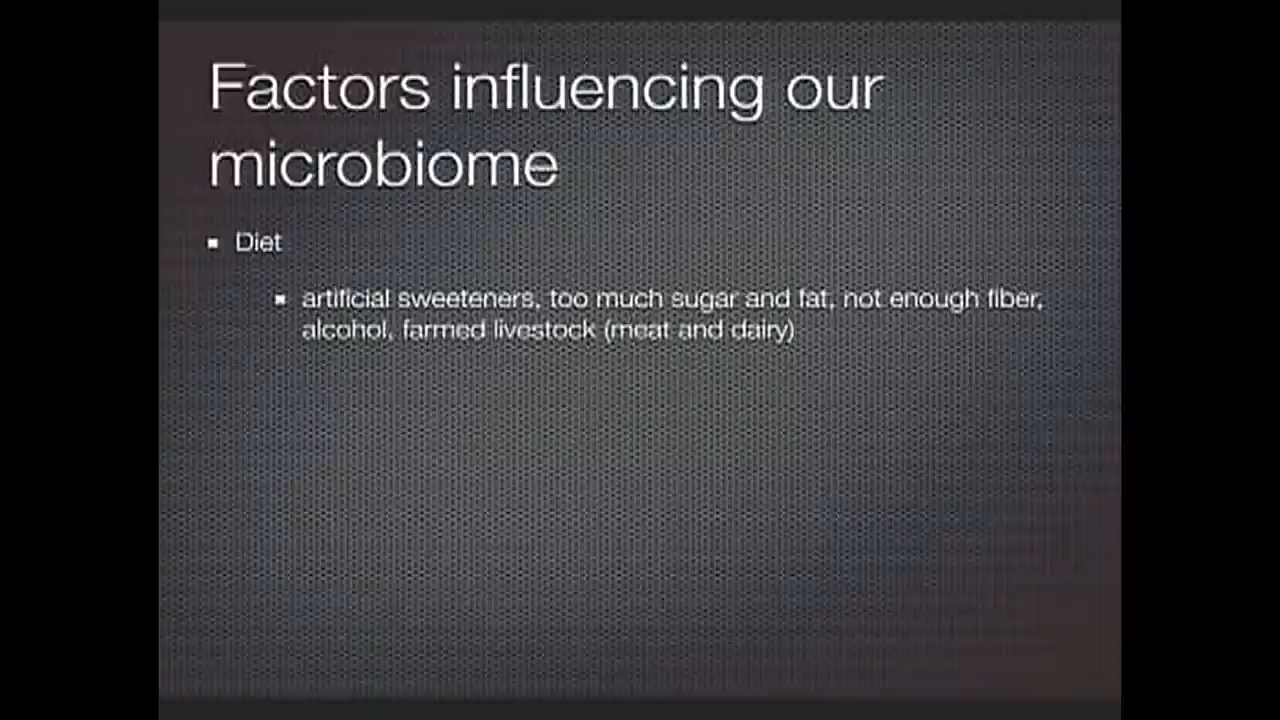 Factors influencing our
microbiome
Diet
artificial sweeteners, too much sugar and fat, not enough fiber,
alcohol, farmed livestock (meat and dairy)